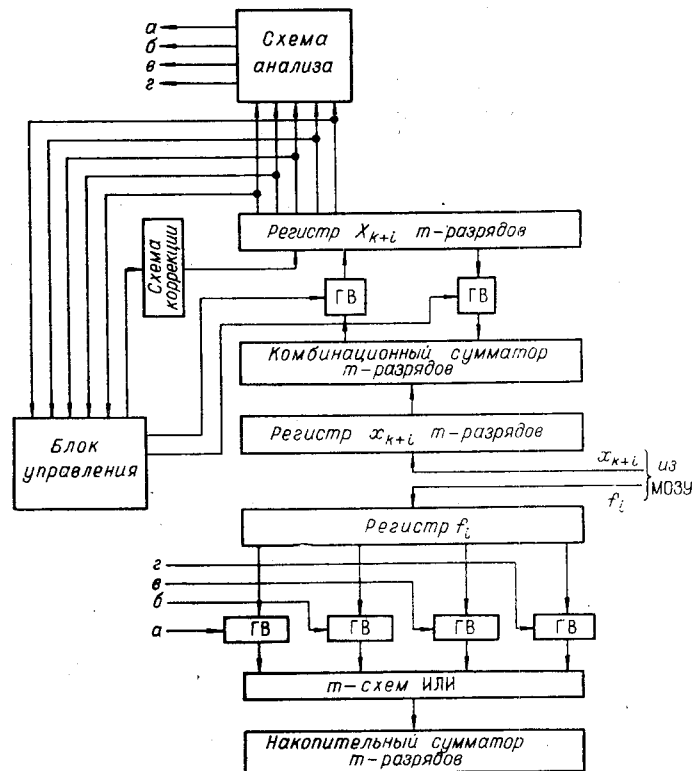 а
б
в
г
Схема
анализа
Регистр X_{k+i} m-разрядов
Схема
коррекции
ГВ
ГВ
Комбинационный сумматор
m-разрядов
Регистр x_{k+i} m-разрядов
Блок
управления
x_{k+i}
f_i
из
МОЗУ
Регистр f_i
г
в
б
а
ГВ
ГВ
ГВ
ГВ
m-схем ИЛИ
Накопительный сумматор
m-разрядов